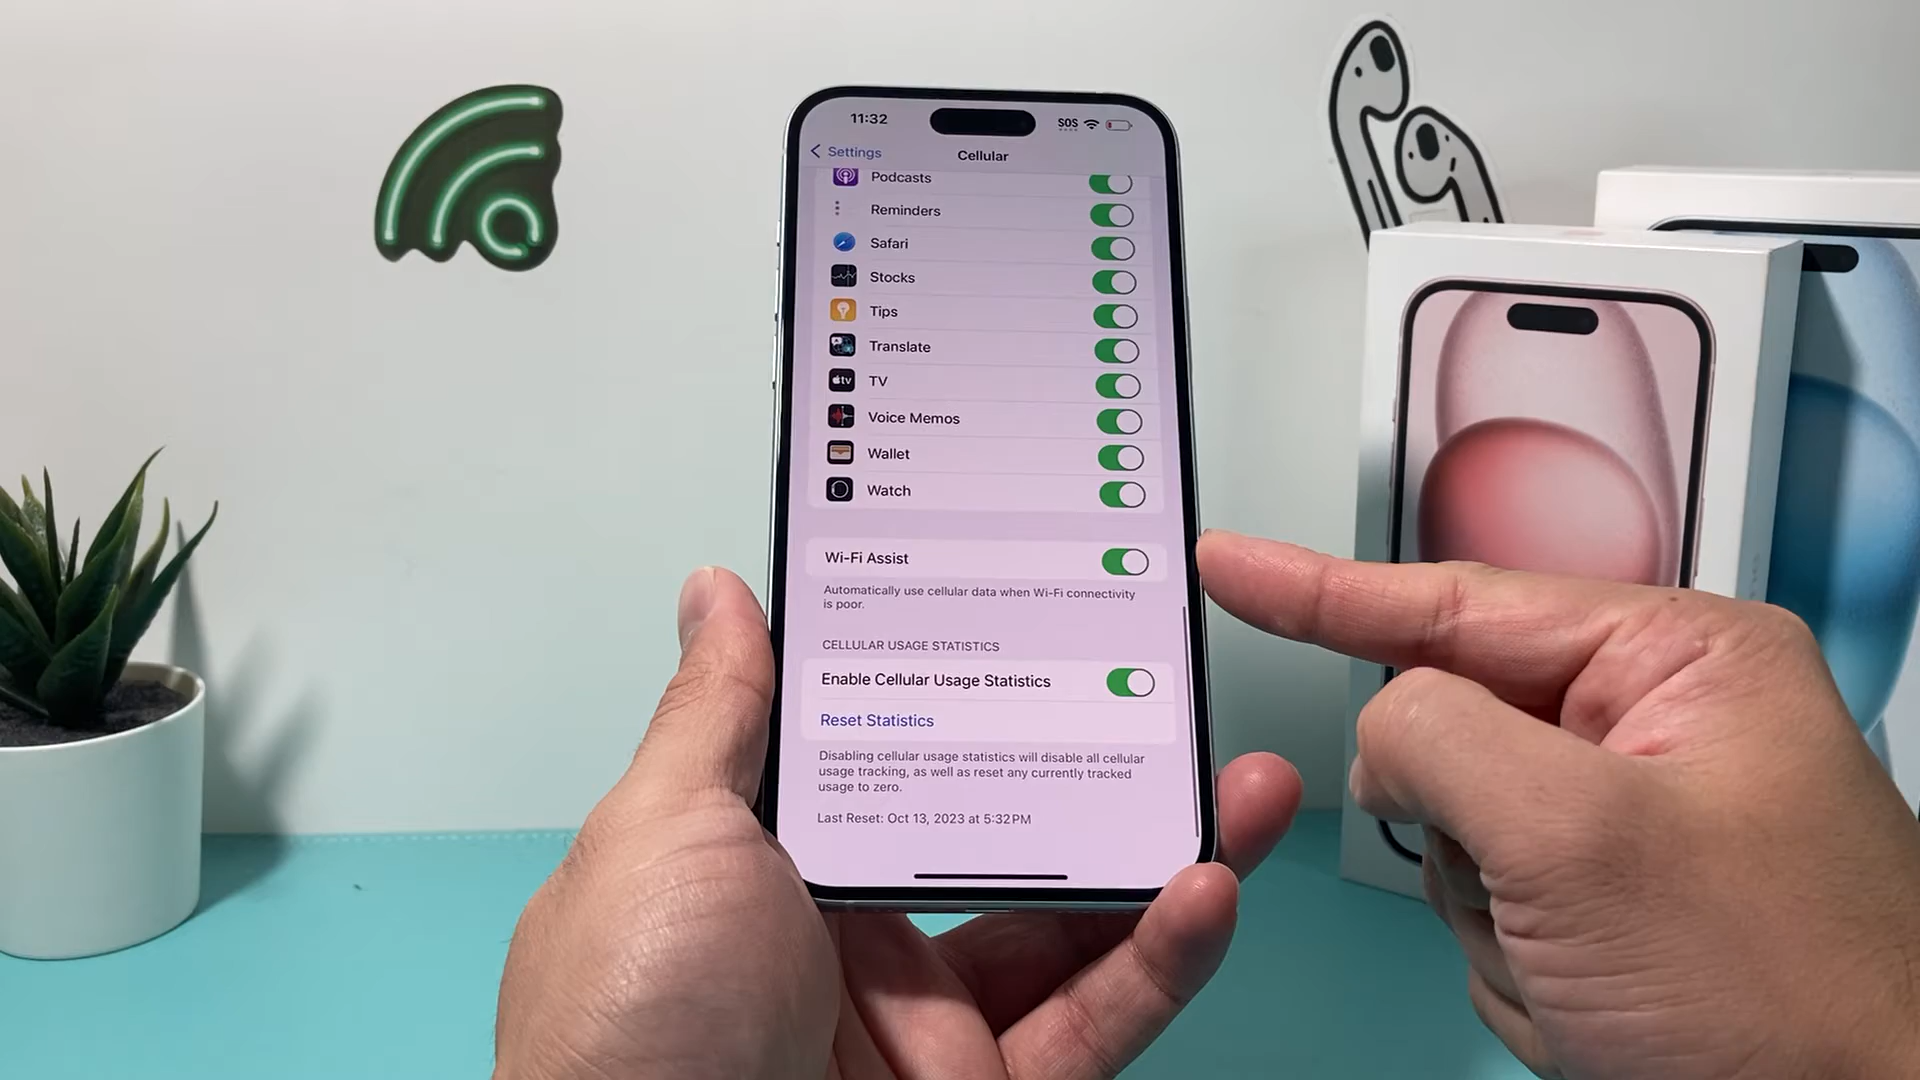 11:32
SOS
Settings
Cellular
Podcasts
Reminders
Safari
Stocks
Tips
Translate
tv
TV
Voice Memos
Wallet
Watch
Wi-Fi Assist
Automatically use cellular data when Wi-Fi connectivity
is poor.
CELLULAR USAGE STATISTICS
Enable Cellular Usage Statistics
Reset Statistics
Disabling cellular usage statistics will disable all cellular
usage tracking, as well as reset any currently tracked
usage to zero.
Last Reset: Oct 13, 2023 at 5:32 PM